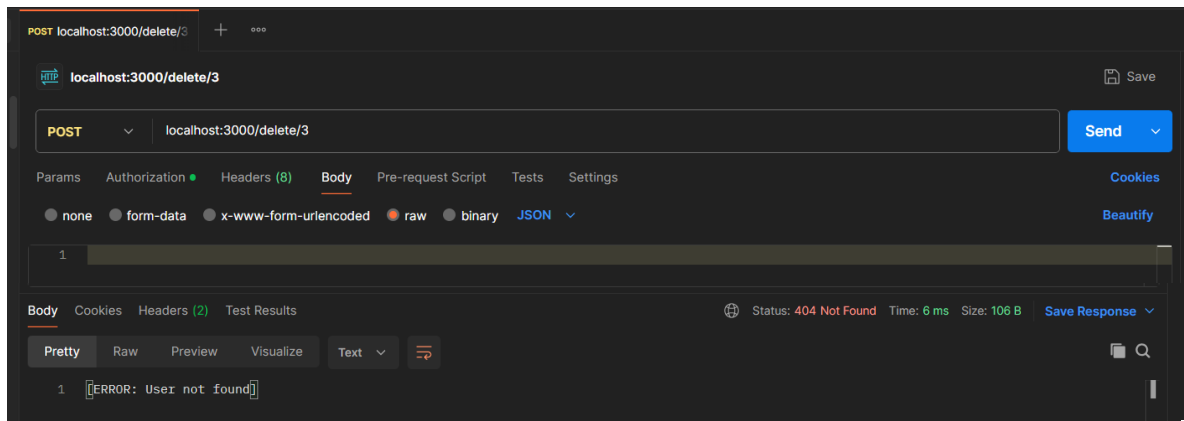 POST localhost:3000/delete/3
HTTP localhost:3000/delete/3 Save
POST localhost:3000/delete/3 Send
Params Authorization Headers (8) Body Pre-request Script Tests Settings Cookies
none form-data x-www-form-urlencoded raw binary JSON Beautify
1
Body Cookies Headers (2) Test Results Status: 404 Not Found Time: 6 ms Size: 106 B Save Response
Pretty Raw Preview Visualize Text
1 [ERROR: User not found]